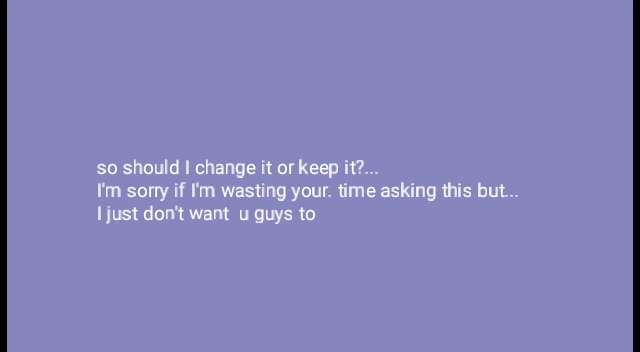 so should I change it or keep it?...
I'm sorry if I'm wasting your. time asking this but...
I just don't want  u guys to